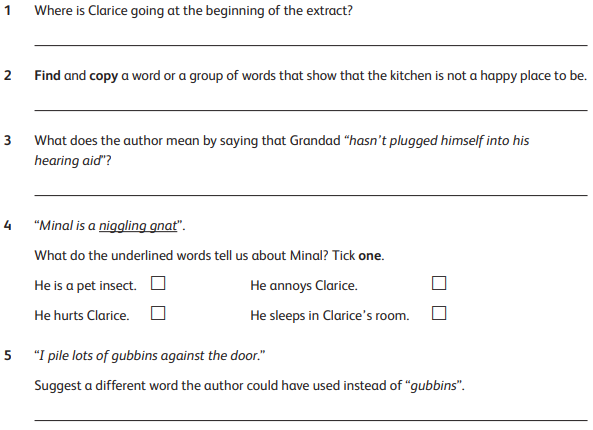 1 Where is Clarice going at the beginning of the extract?
2 Find and copy a word or a group of words that show that the kitchen is not a happy place to be.
3 What does the author mean by saying that Grandad “hasn’t plugged himself into his
hearing aid”?
4 “Minal is a niggling gnat”.
What do the underlined words tell us about Minal? Tick one.
He is a pet insect. He annoys Clarice.
He hurts Clarice. He sleeps in Clarice’s room.
5 “I pile lots of gubbins against the door.”
Suggest a different word the author could have used instead of “gubbins”.